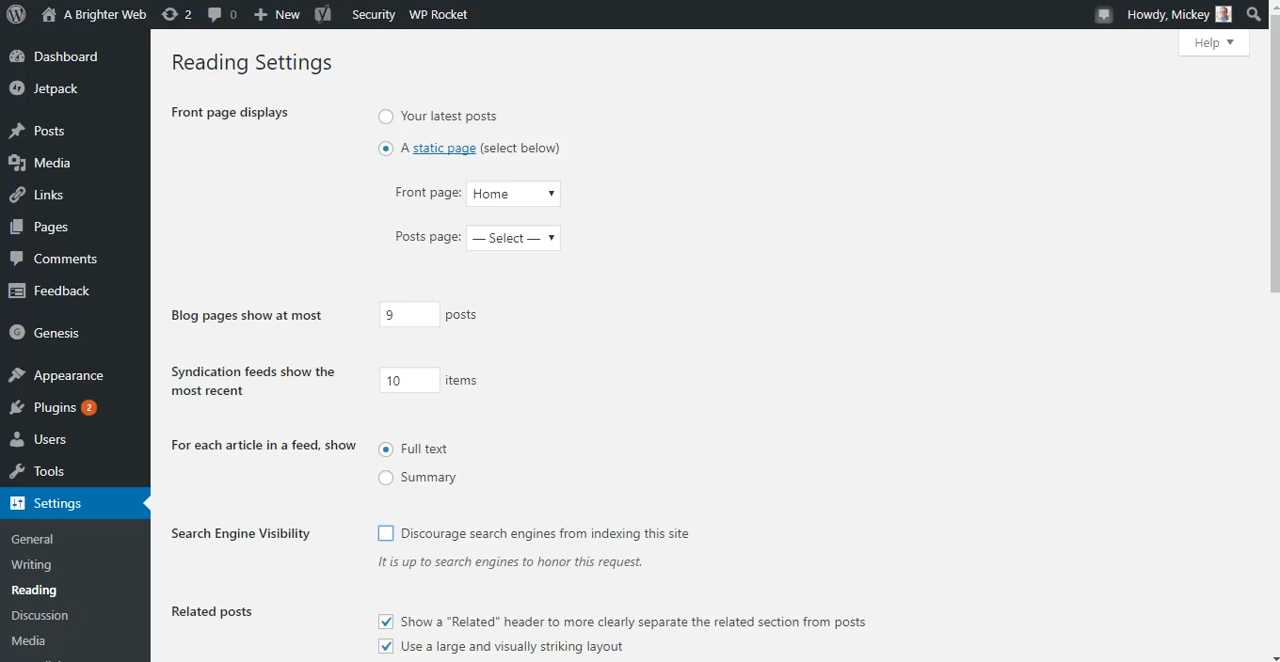 A Brighter Web 2 0 New Security WP Rocket Howdy, Mickey
Help
Dashboard
Jetpack
Posts
Media
Links
Pages
Comments
Feedback
Genesis
Appearance
Plugins 2
Users
Tools
Settings
General
Writing
Reading
Discussion
Media
Reading Settings
Front page displays
Your latest posts
A static page (select below)
Front page: Home
Posts page: — Select —
Blog pages show at most 9 posts
Syndication feeds show the
most recent
10 items
For each article in a feed, show
Full text
Summary
Search Engine Visibility
Discourage search engines from indexing this site
It is up to search engines to honor this request.
Related posts
Show a "Related" header to more clearly separate the related section from posts
Use a large and visually striking layout